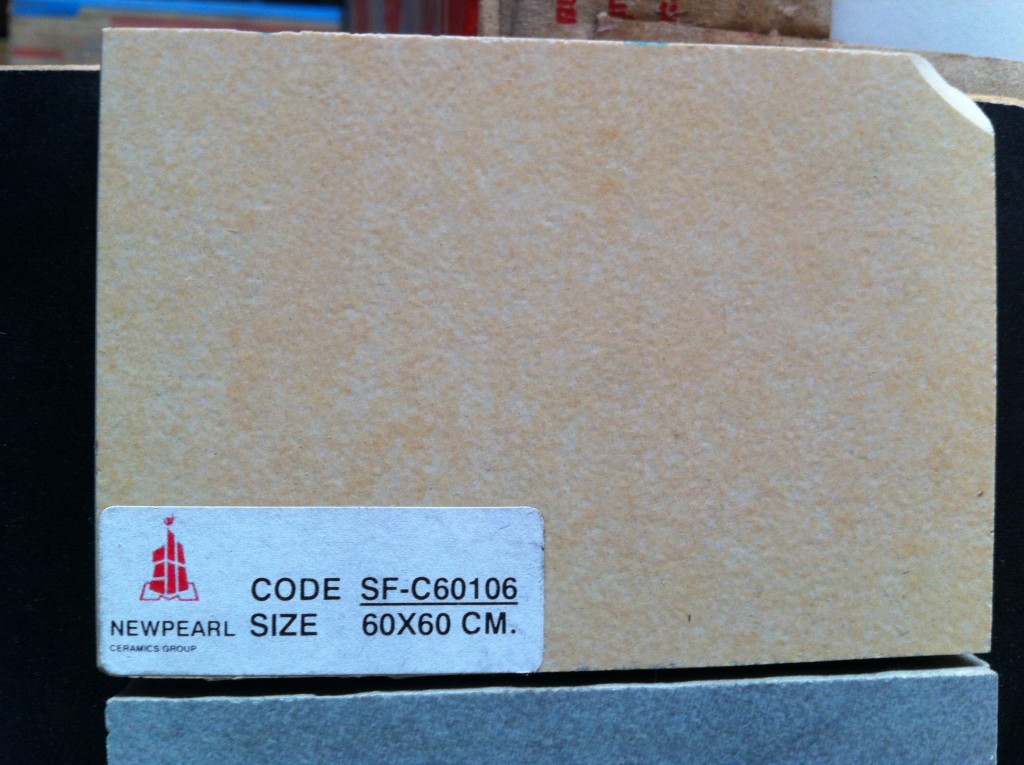 CODE SF-C60106
NEWPEARL SIZE 60X60 CM.
CERAMICS GROUP